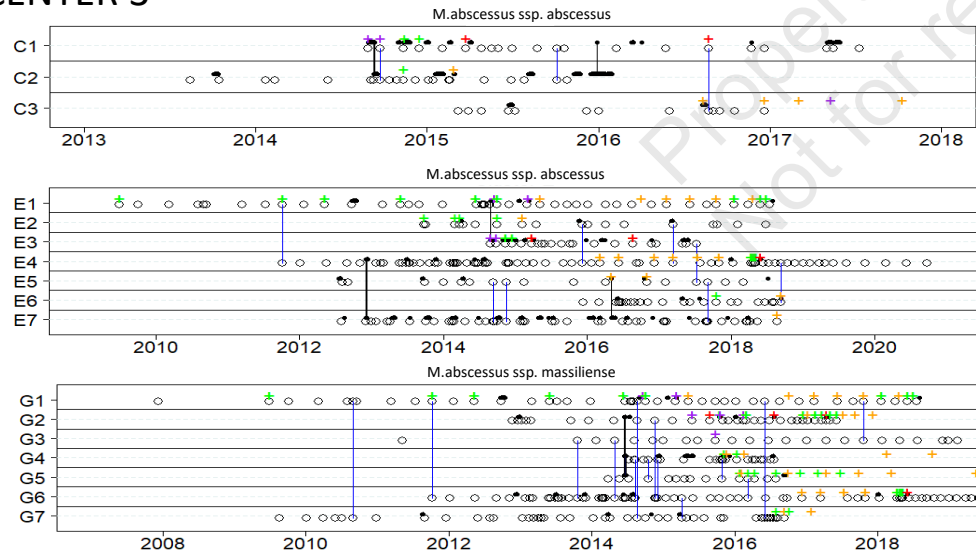 M.abscessus ssp. abscessus
C1
C2
C3
2013 2014 2015 2016 2017 2018
M.abscessus ssp. abscessus
E1
E2
E3
E4
E5
E6
E7
2010 2012 2014 2016 2018 2020
M.abscessus ssp. massiliense
G1
G2
G3
G4
G5
G6
G7
2008 2010 2012 2014 2016 2018